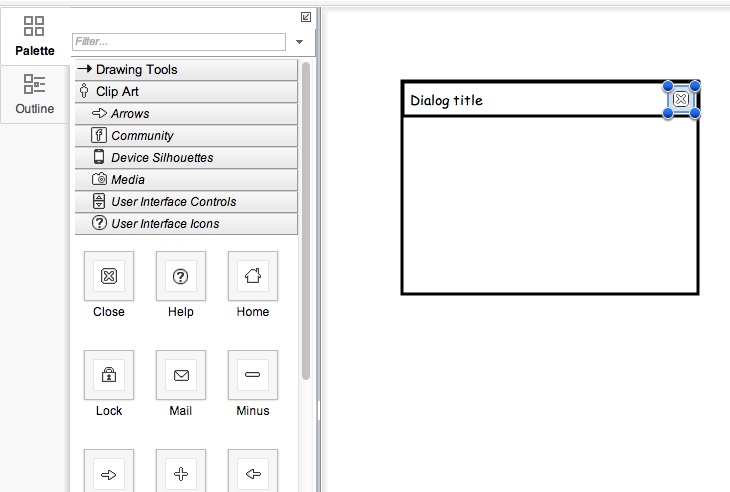 Palette
Outline
Filter...
Drawing Tools
Clip Art
Arrows
Community
Device Silhouettes
Media
User Interface Controls
User Interface Icons
Close
Help
Home
Lock
Mail
Minus
Dialog title